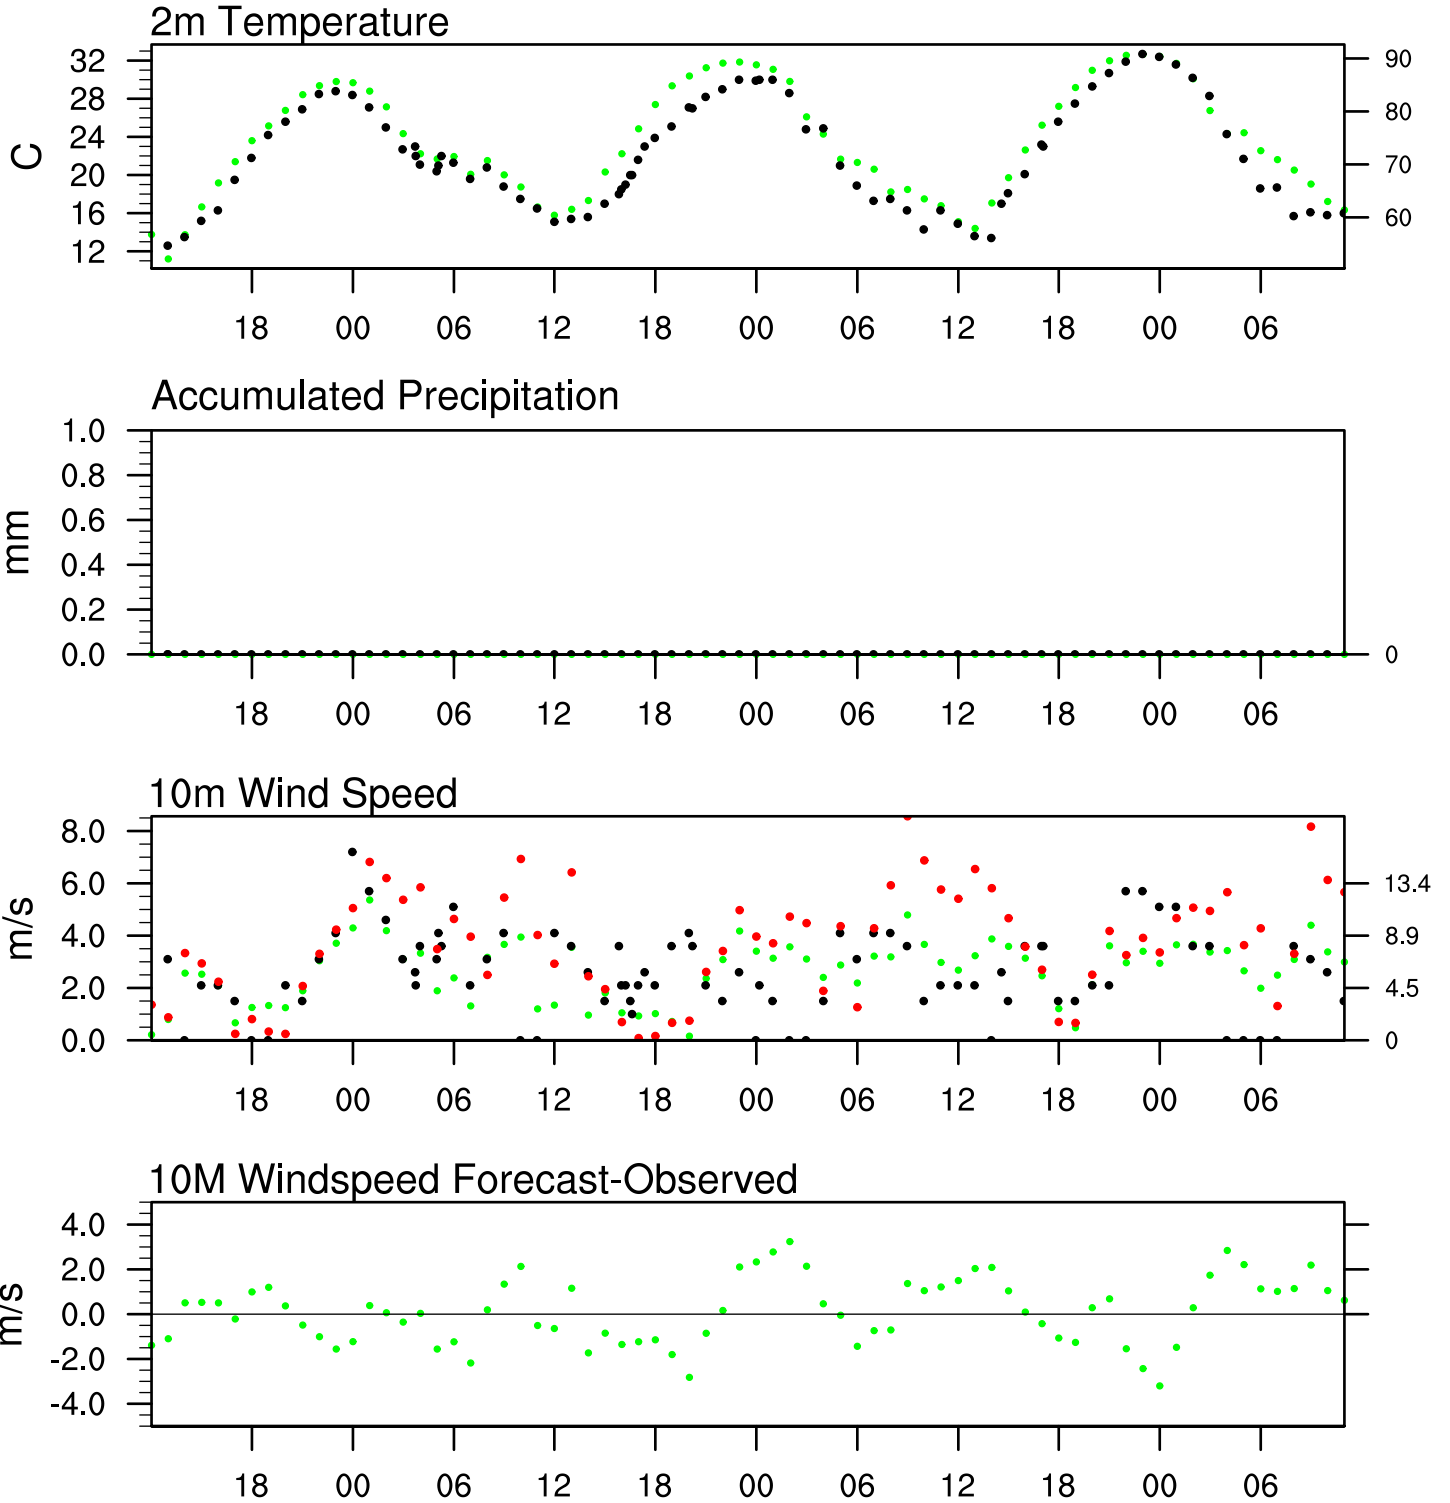 2m Temperature
32
28
24
20
16
12
C
90
80
70
60
18 00 06 12 18 00 06 12 18 00 06
Accumulated Precipitation
1.0
0.8
0.6
0.4
0.2
0.0
mm
0
18 00 06 12 18 00 06 12 18 00 06
10m Wind Speed
8.0
6.0
4.0
2.0
0.0
m/s
13.4
8.9
4.5
0
18 00 06 12 18 00 06 12 18 00 06
10M Windspeed Forecast-Observed
4.0
2.0
0.0
-2.0
-4.0
m/s
18 00 06 12 18 00 06 12 18 00 06